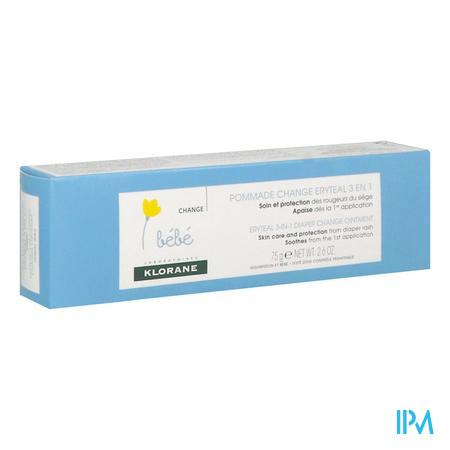 CHANGE
bébé
LABORATOIRES
KLORANE
POMMADE CHANGE ERYTEAL 3 EN 1
Soin et protection des rougeurs du siège
Apaise dès la 1re application
ERYTEAL 3-IN-1 DIAPER CHANGE OINTMENT
Skin care and protection from diaper rash
Soothes from the 1st application
75 g e NET WT. 2.6 OZ.
IPM